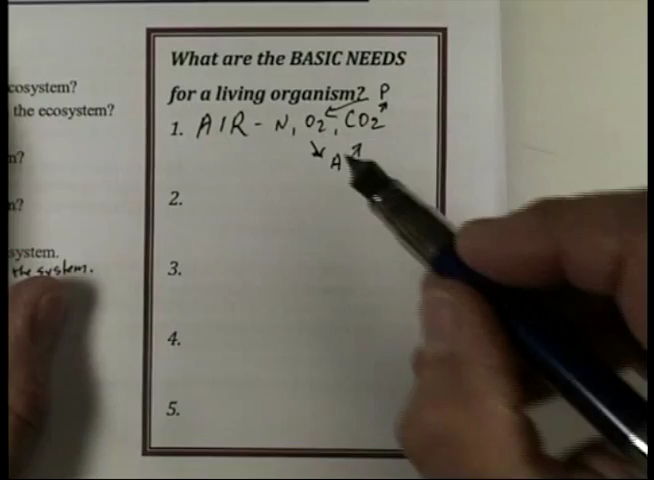 cosystem?
the ecosystem?
n?
n?
system.
the system.
What are the BASIC NEEDS
for a living organism? P
1. AIR - N, O2, CO2
A
2.
3.
4.
5.